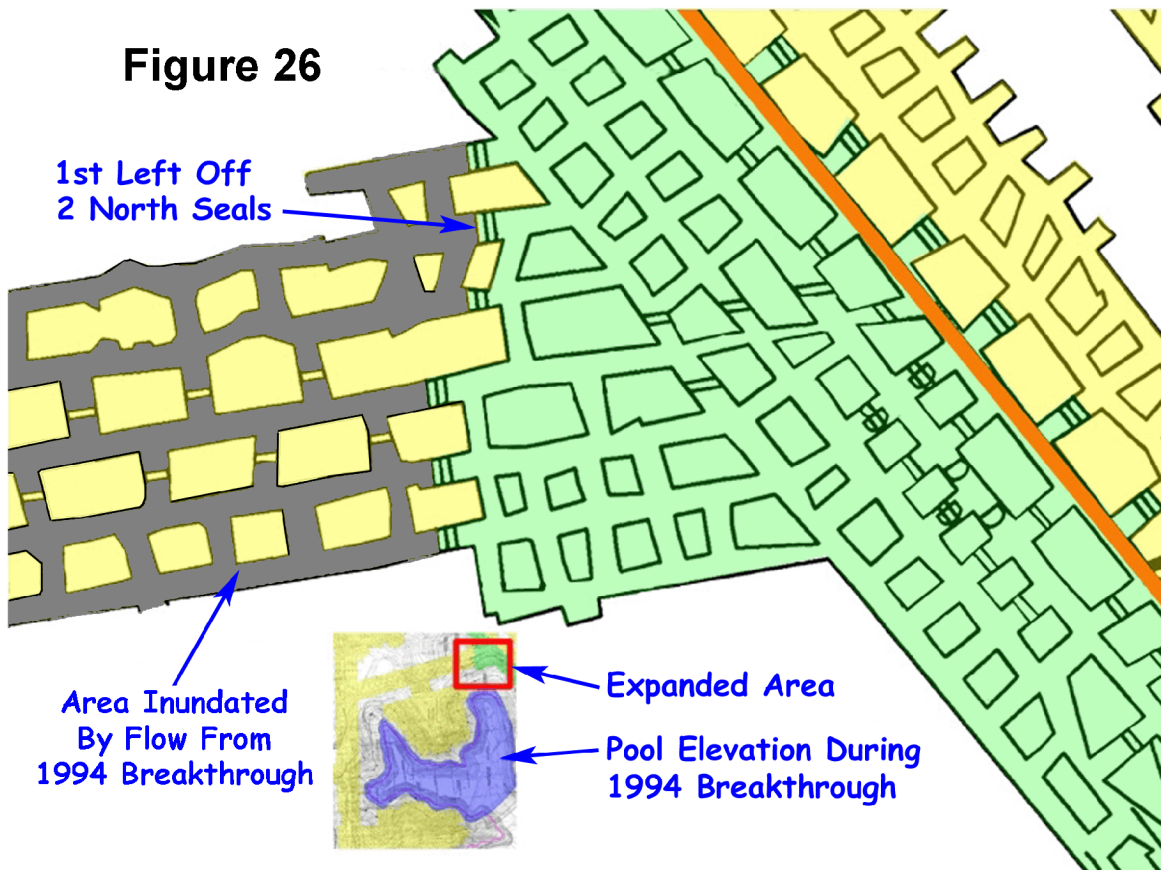 Figure 26
1st Left Off
2 North Seals
Area Inundated
By Flow From
1994 Breakthrough
Expanded Area
Pool Elevation During
1994 Breakthrough